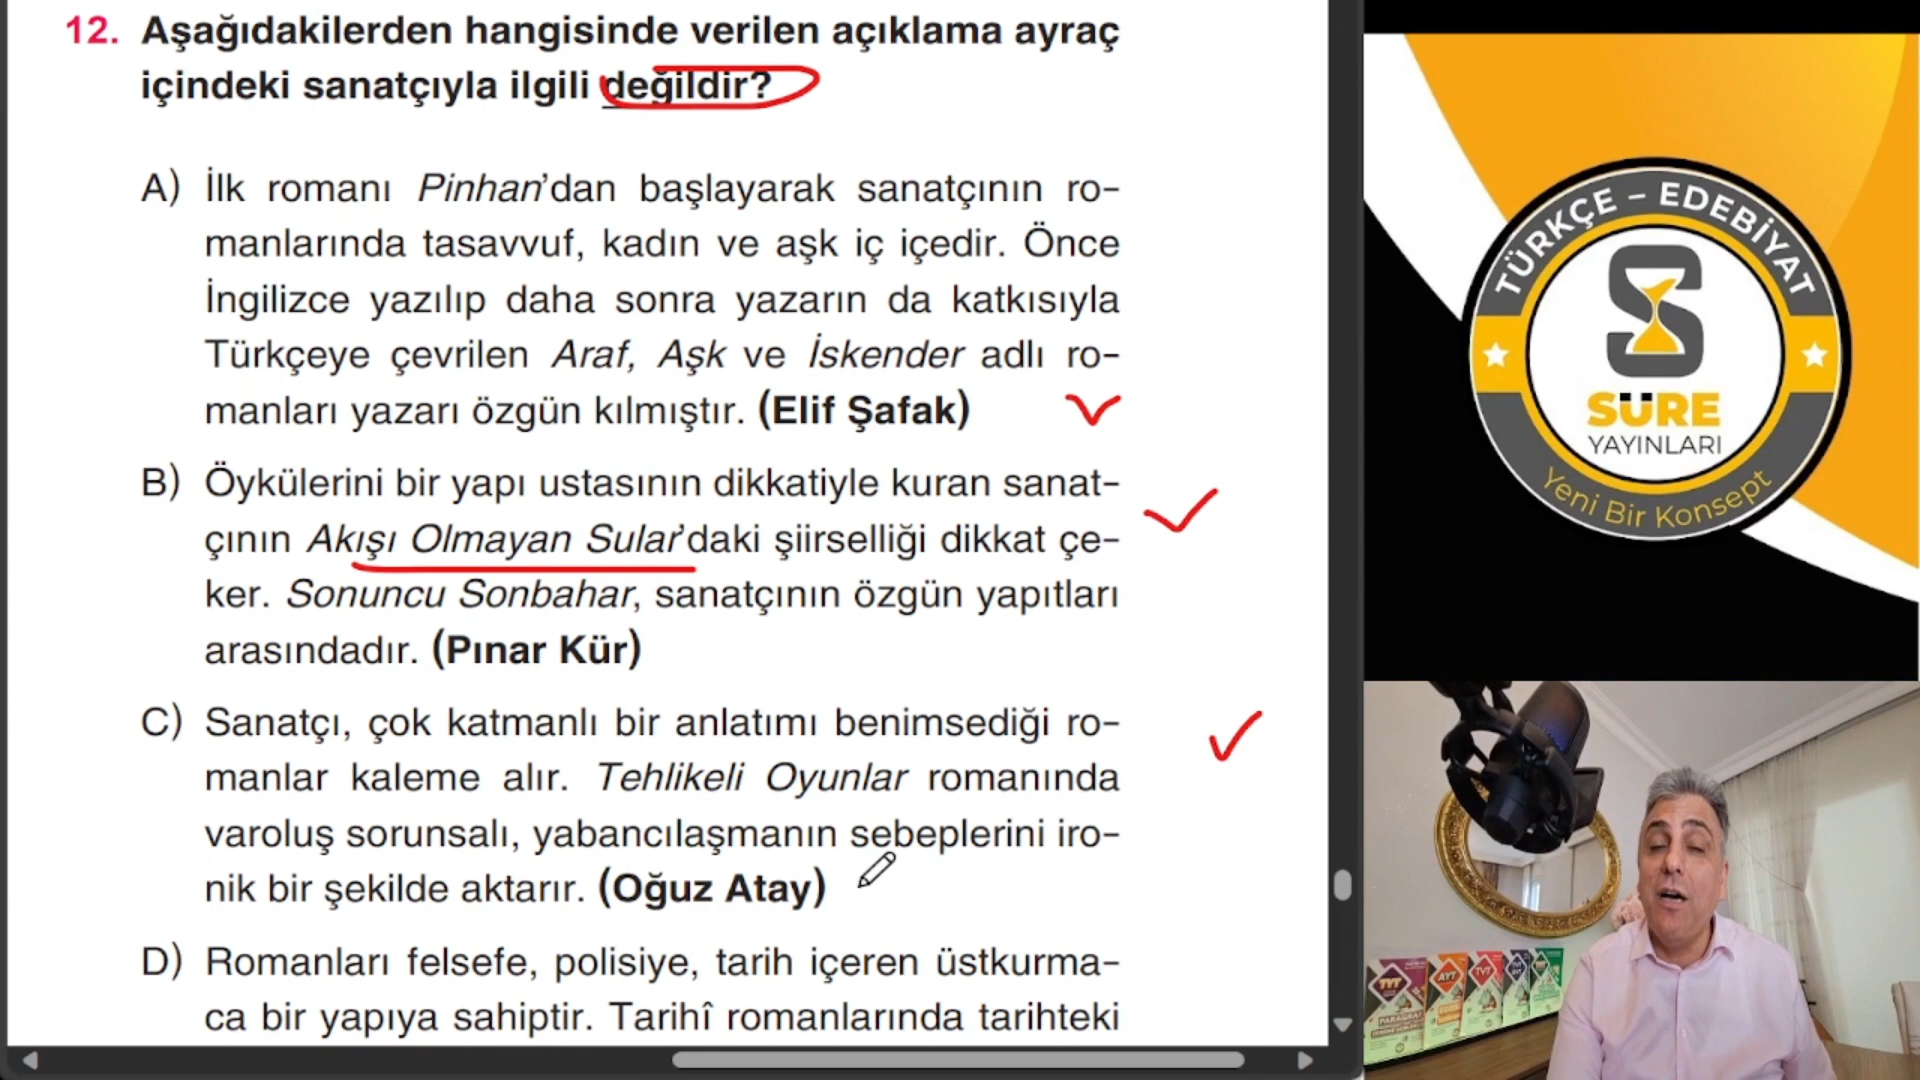 12. Aşağıdakilerden hangisinde verilen açıklama ayraç
içindeki sanatçıyla ilgili değildir?
A) İlk romanı Pinhan'dan başlayarak sanatçının ro-
manlarında tasavvuf, kadın ve aşk iç içedir. Önce
İngilizce yazılıp daha sonra yazarın da katkısıyla
Türkçeye çevrilen Araf, Aşk ve İskender adlı ro-
manları yazarı özgün kılmıştır. (Elif Şafak)
B) Öykülerini bir yapı ustasının dikkatiyle kuran sanat-
çının Akışı Olmayan Sular'daki şiirselliği dikkat çe-
ker. Sonuncu Sonbahar, sanatçının özgün yapıtları
arasındadır. (Pınar Kür)
C) Sanatçı, çok katmanlı bir anlatımı benimsediği ro-
manlar kaleme alır. Tehlikeli Oyunlar romanında
varoluş sorunsalı, yabancılaşmanın sebeplerini iro-
nik bir şekilde aktarır. (Oğuz Atay)
D) Romanları felsefe, polisiye, tarih içeren üstkurma-
ca bir yapıya sahiptir. Tarihî romanlarında tarihteki
TÜRKÇE – EDEBİYAT
S
SÜRE
YAYINLARI
Yeni Bir Konsept
TYT
AYT
TYT
PARAGRAF